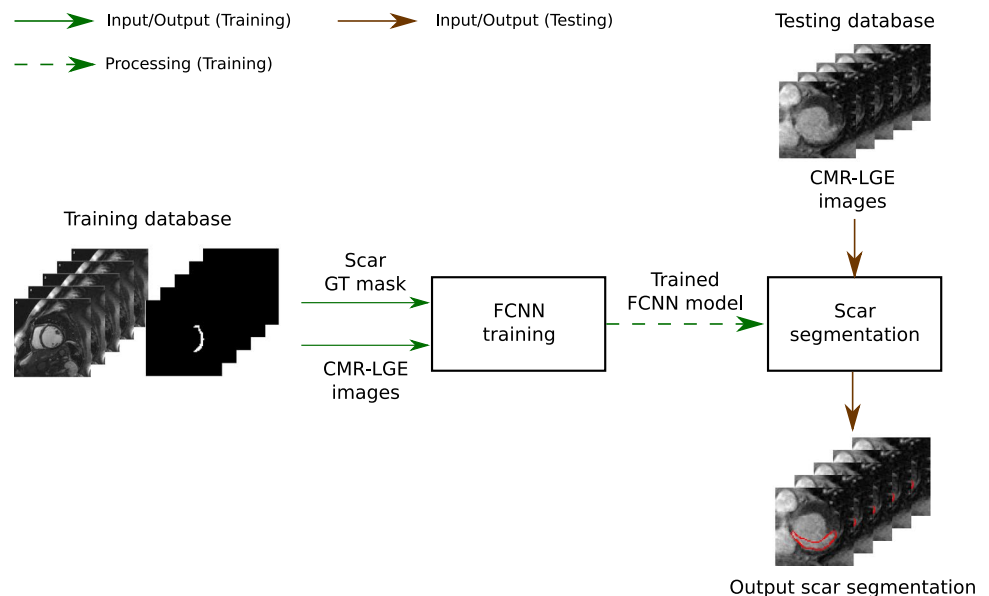 Input/Output (Training)
Input/Output (Testing)
Processing (Training)
Testing database
CMR-LGE
images
Training database
Scar
GT mask
CMR-LGE
images
FCNN
training
Trained
FCNN model
Scar
segmentation
Output scar segmentation